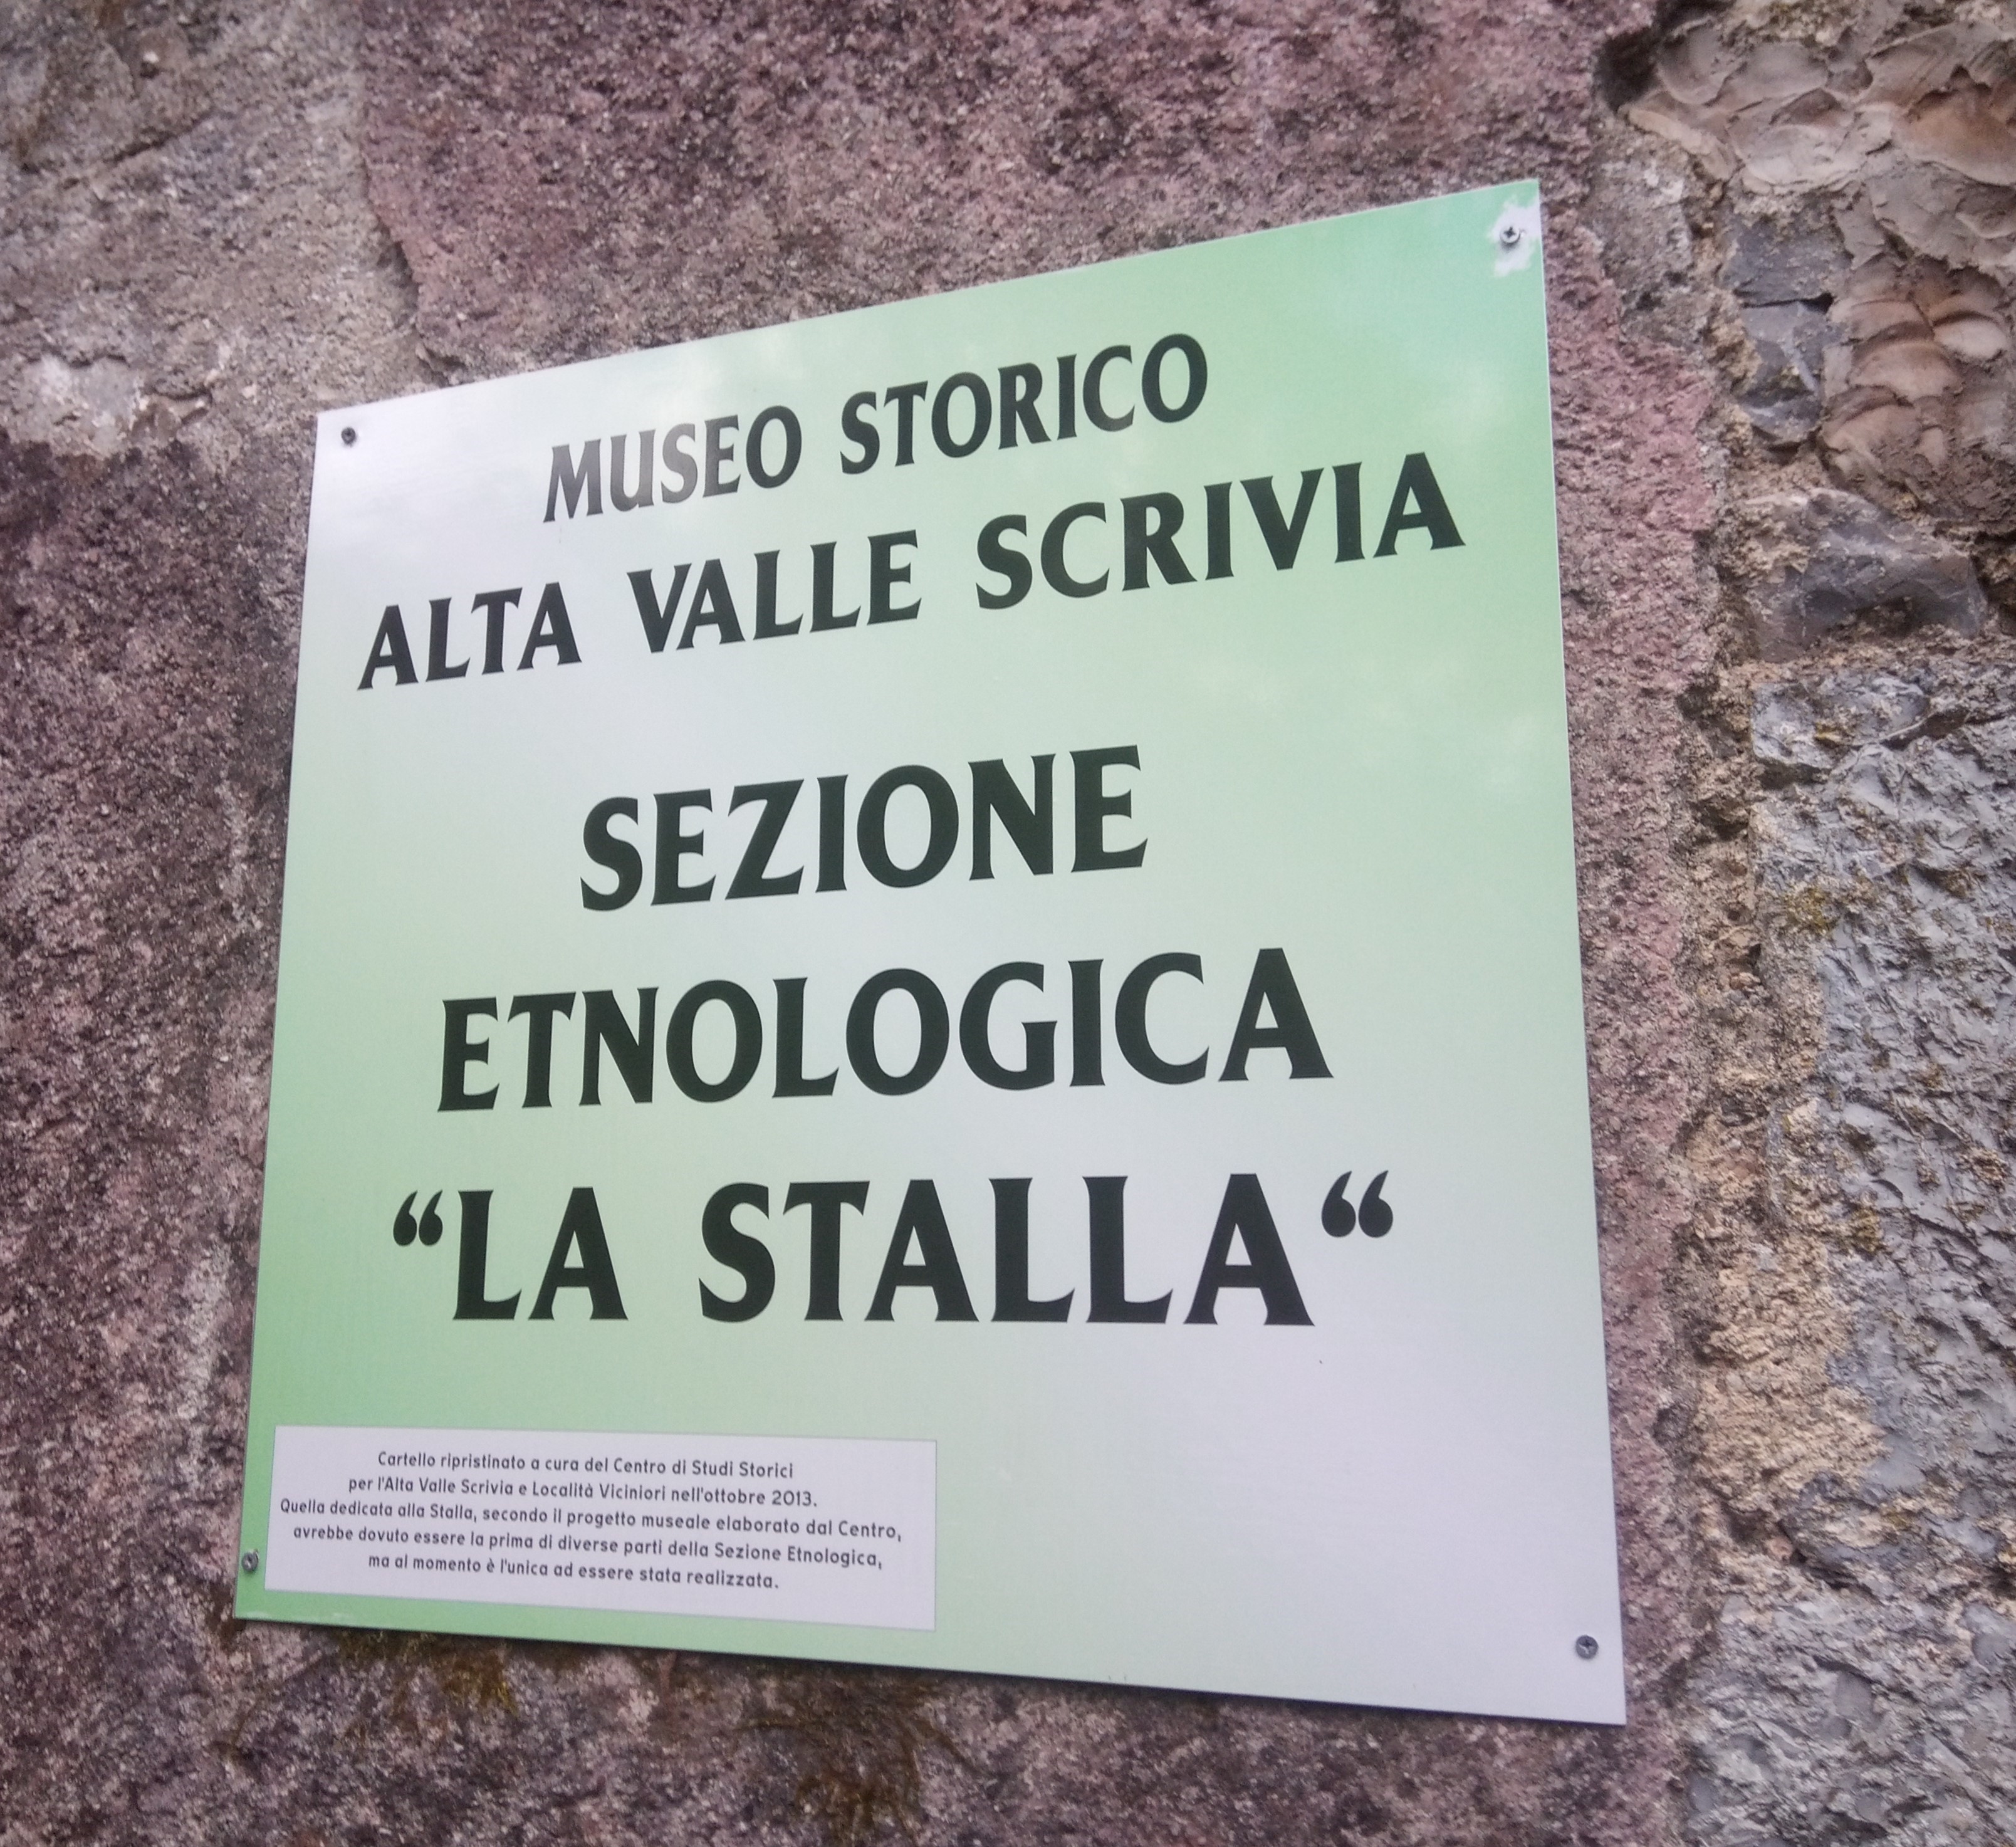 MUSEO STORICO
ALTA VALLE SCRIVIA
SEZIONE
ETNOLOGICA
“LA STALLA“
Cartello ripristinato a cura del Centro di Studi Storici
per l'Alta Valle Scrivia e Località Viciniori nell'ottobre 2013.
Quella dedicata alla Stalla, secondo il progetto museale elaborato dal Centro,
avrebbe dovuto essere la prima di diverse parti della Sezione Etnologica,
ma al momento è l'unica ad essere stata realizzata.